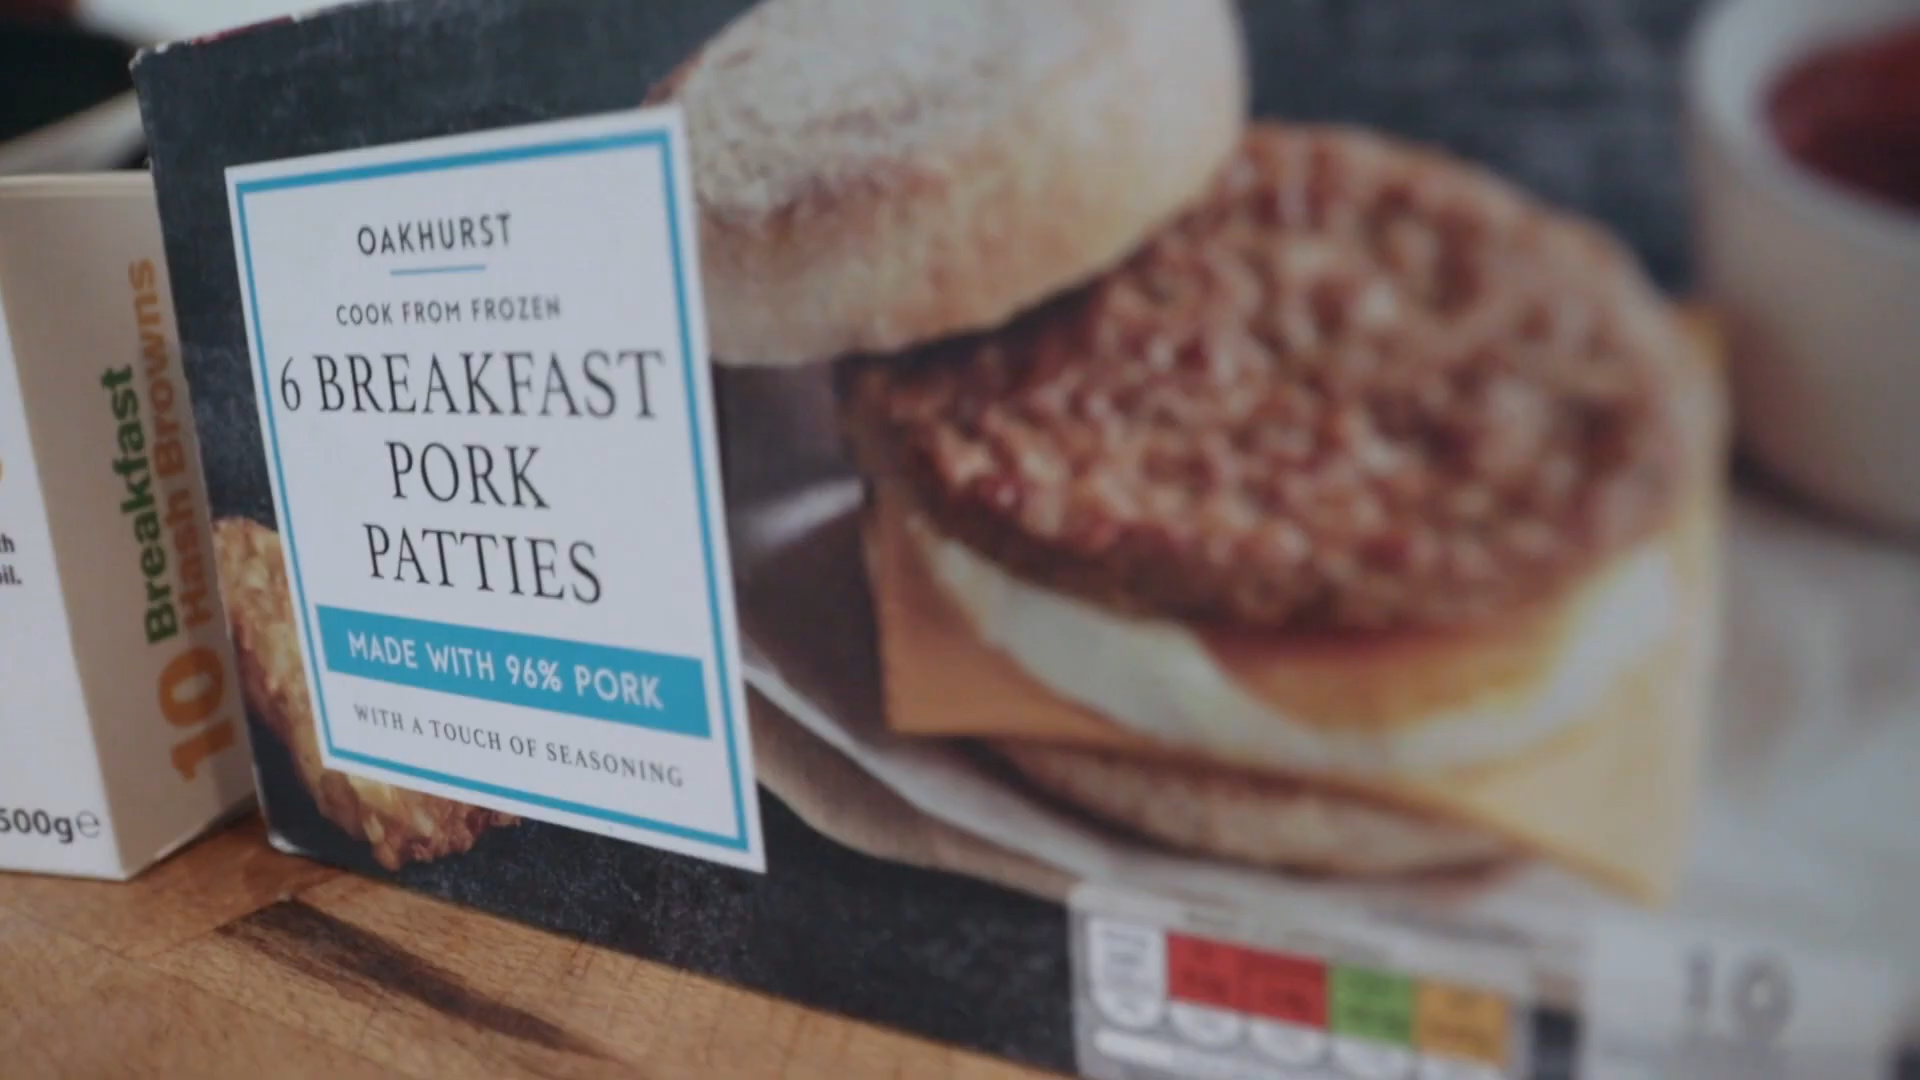 OAKHURST
COOK FROM FROZEN
6 BREAKFAST
PORK
PATTIES
MADE WITH 96% PORK
WITH A TOUCH OF SEASONING
10 Breakfast
Hash Browns
500g℮
10